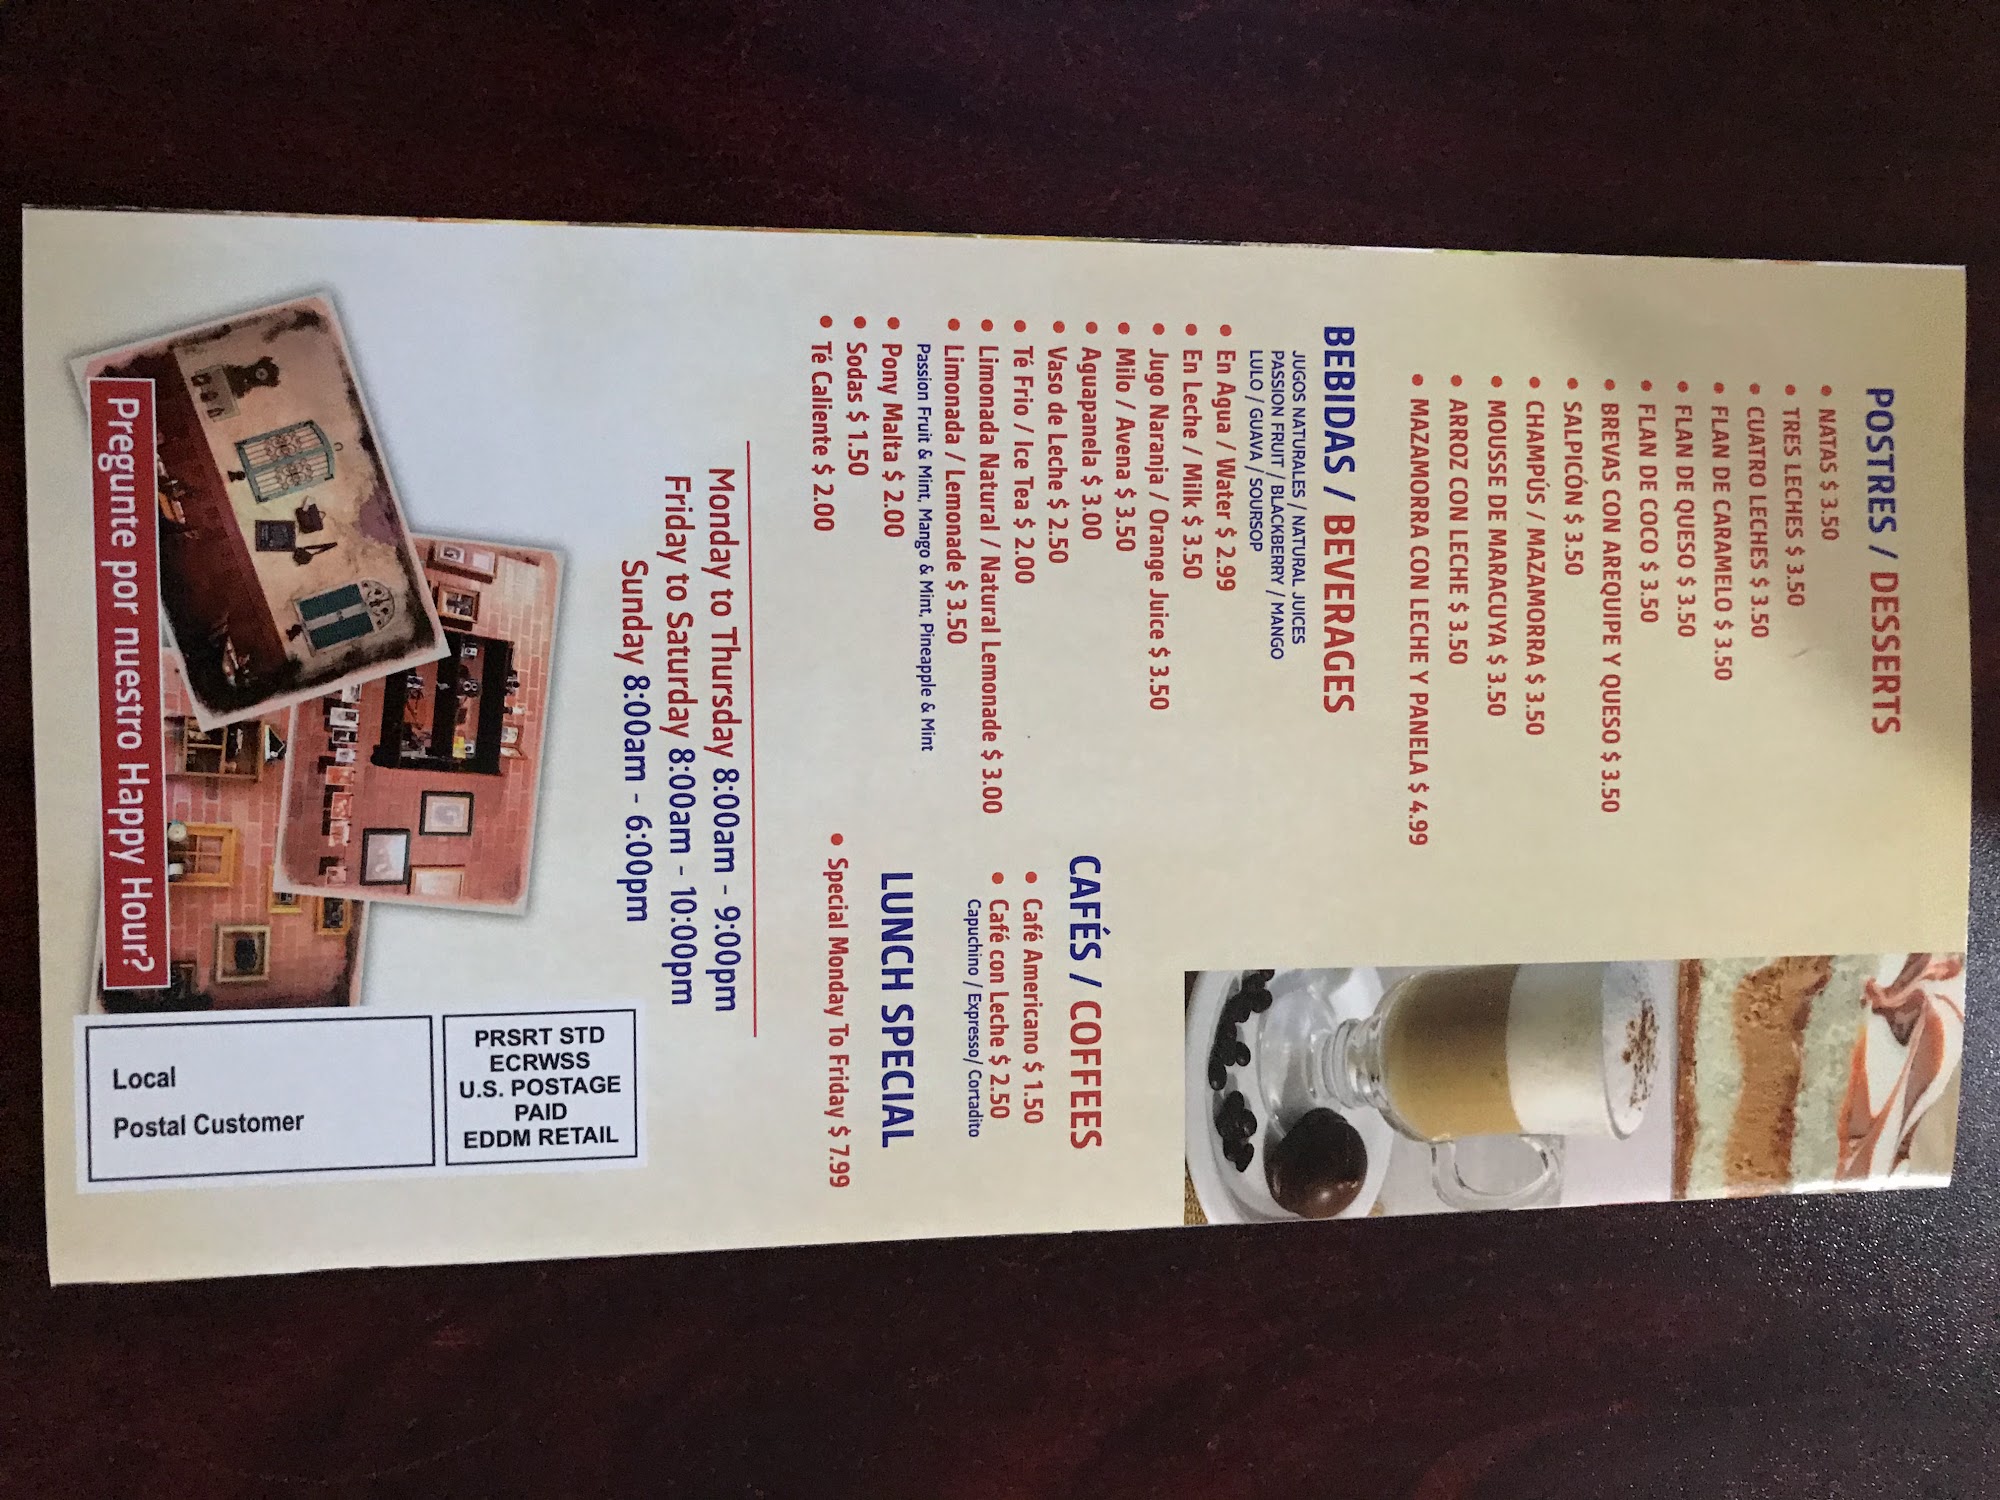 POSTRES / DESSERTS
• NATAS $ 3.50
• TRES LECHES $ 3.50
• CUATRO LECHES $ 3.50
• FLAN DE CARAMELO $ 3.50
• FLAN DE QUESO $ 3.50
• FLAN DE COCO $ 3.50
• BREVAS CON AREQUIPE Y QUESO $ 3.50
• SALPICÓN $ 3.50
• CHAMPÚS / MAZAMORRA $ 3.50
• MOUSSE DE MARACUYA $ 3.50
• ARROZ CON LECHE $ 3.50
• MAZAMORRA CON LECHE Y PANELA $ 4.99
BEBIDAS / BEVERAGES
JUGOS NATURALES / NATURAL JUICES
PASSION FRUIT / BLACKBERRY / MANGO
LULO / GUAVA / SOURSOP
• En Agua / Water $ 2.99
• En Leche / Milk $ 3.50
• Jugo Naranja / Orange Juice $ 3.50
• Milo / Avena $ 3.50
• Aguapanela $ 3.00
• Vaso de Leche $ 2.50
• Té Frio / Ice Tea $ 2.00
• Limonada Natural / Natural Lemonade $ 3.00
• Limonada / Lemonade $ 3.50
Passion Fruit & Mint, Mango & Mint, Pineapple & Mint
• Pony Malta $ 2.00
• Sodas $ 1.50
• Té Caliente $ 2.00
CAFÉS / COFFEES
• Café Americano $ 1.50
• Café con Leche $ 2.50
Capuchino / Expresso/ Cortadito
LUNCH SPECIAL
• Special Monday To Friday $ 7.99
Monday to Thursday 8:00am - 9:00pm
Friday to Saturday 8:00am - 10:00pm
Sunday 8:00am - 6:00pm
Pregunte por nuestro Happy Hour?
PRSRT STD
ECRWSS
U.S. POSTAGE
PAID
EDDM RETAIL
Local
Postal Customer